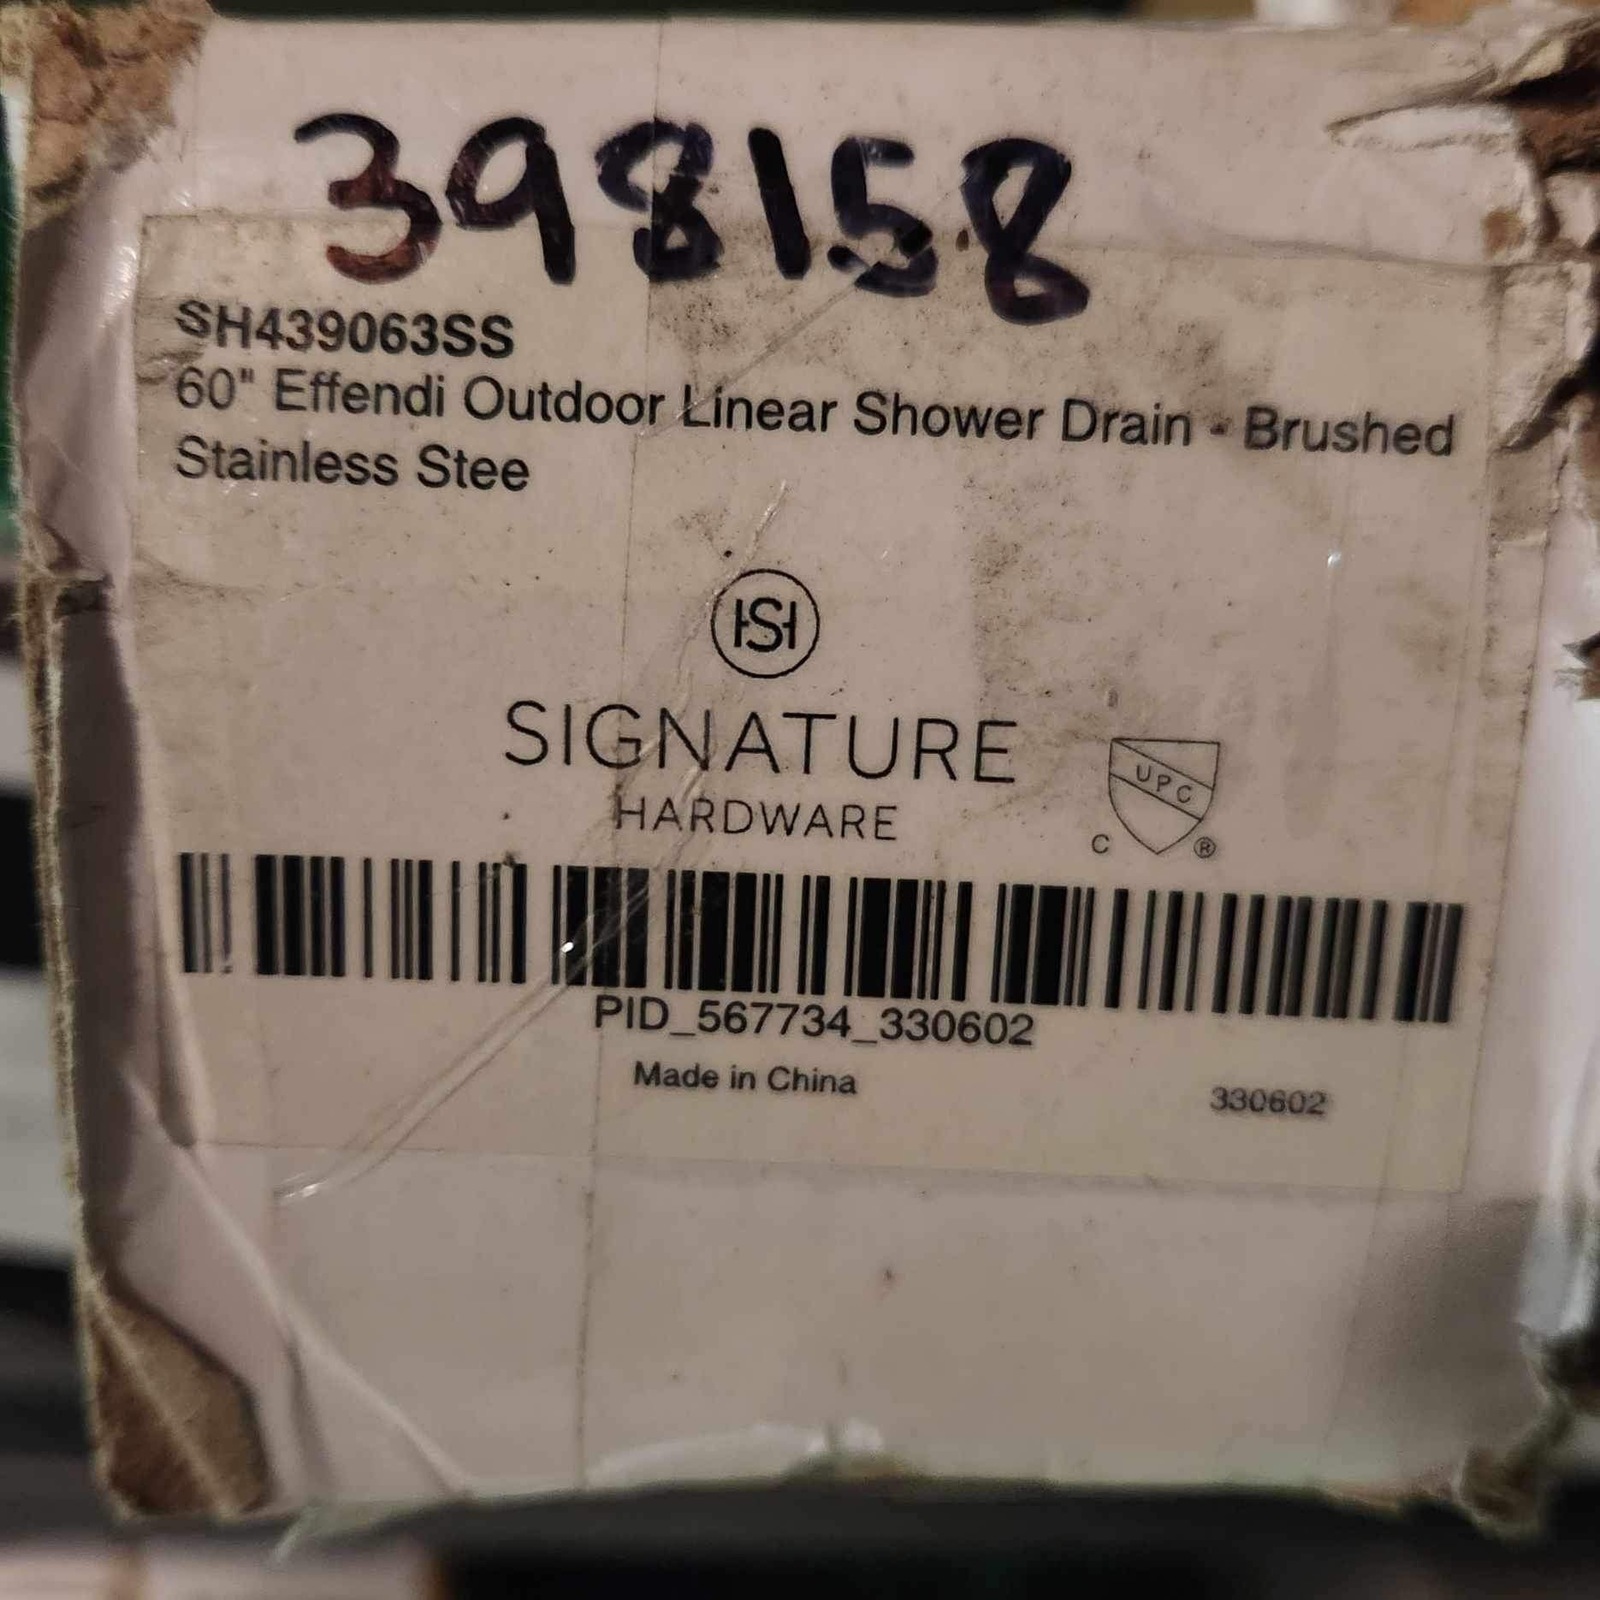 398158
SH439063SS
60" Effendi Outdoor Linear Shower Drain - Brushed
Stainless Stee
HSH
SIGNATURE
HARDWARE
UPC
C ®
PID_567734_330602
Made in China
330602